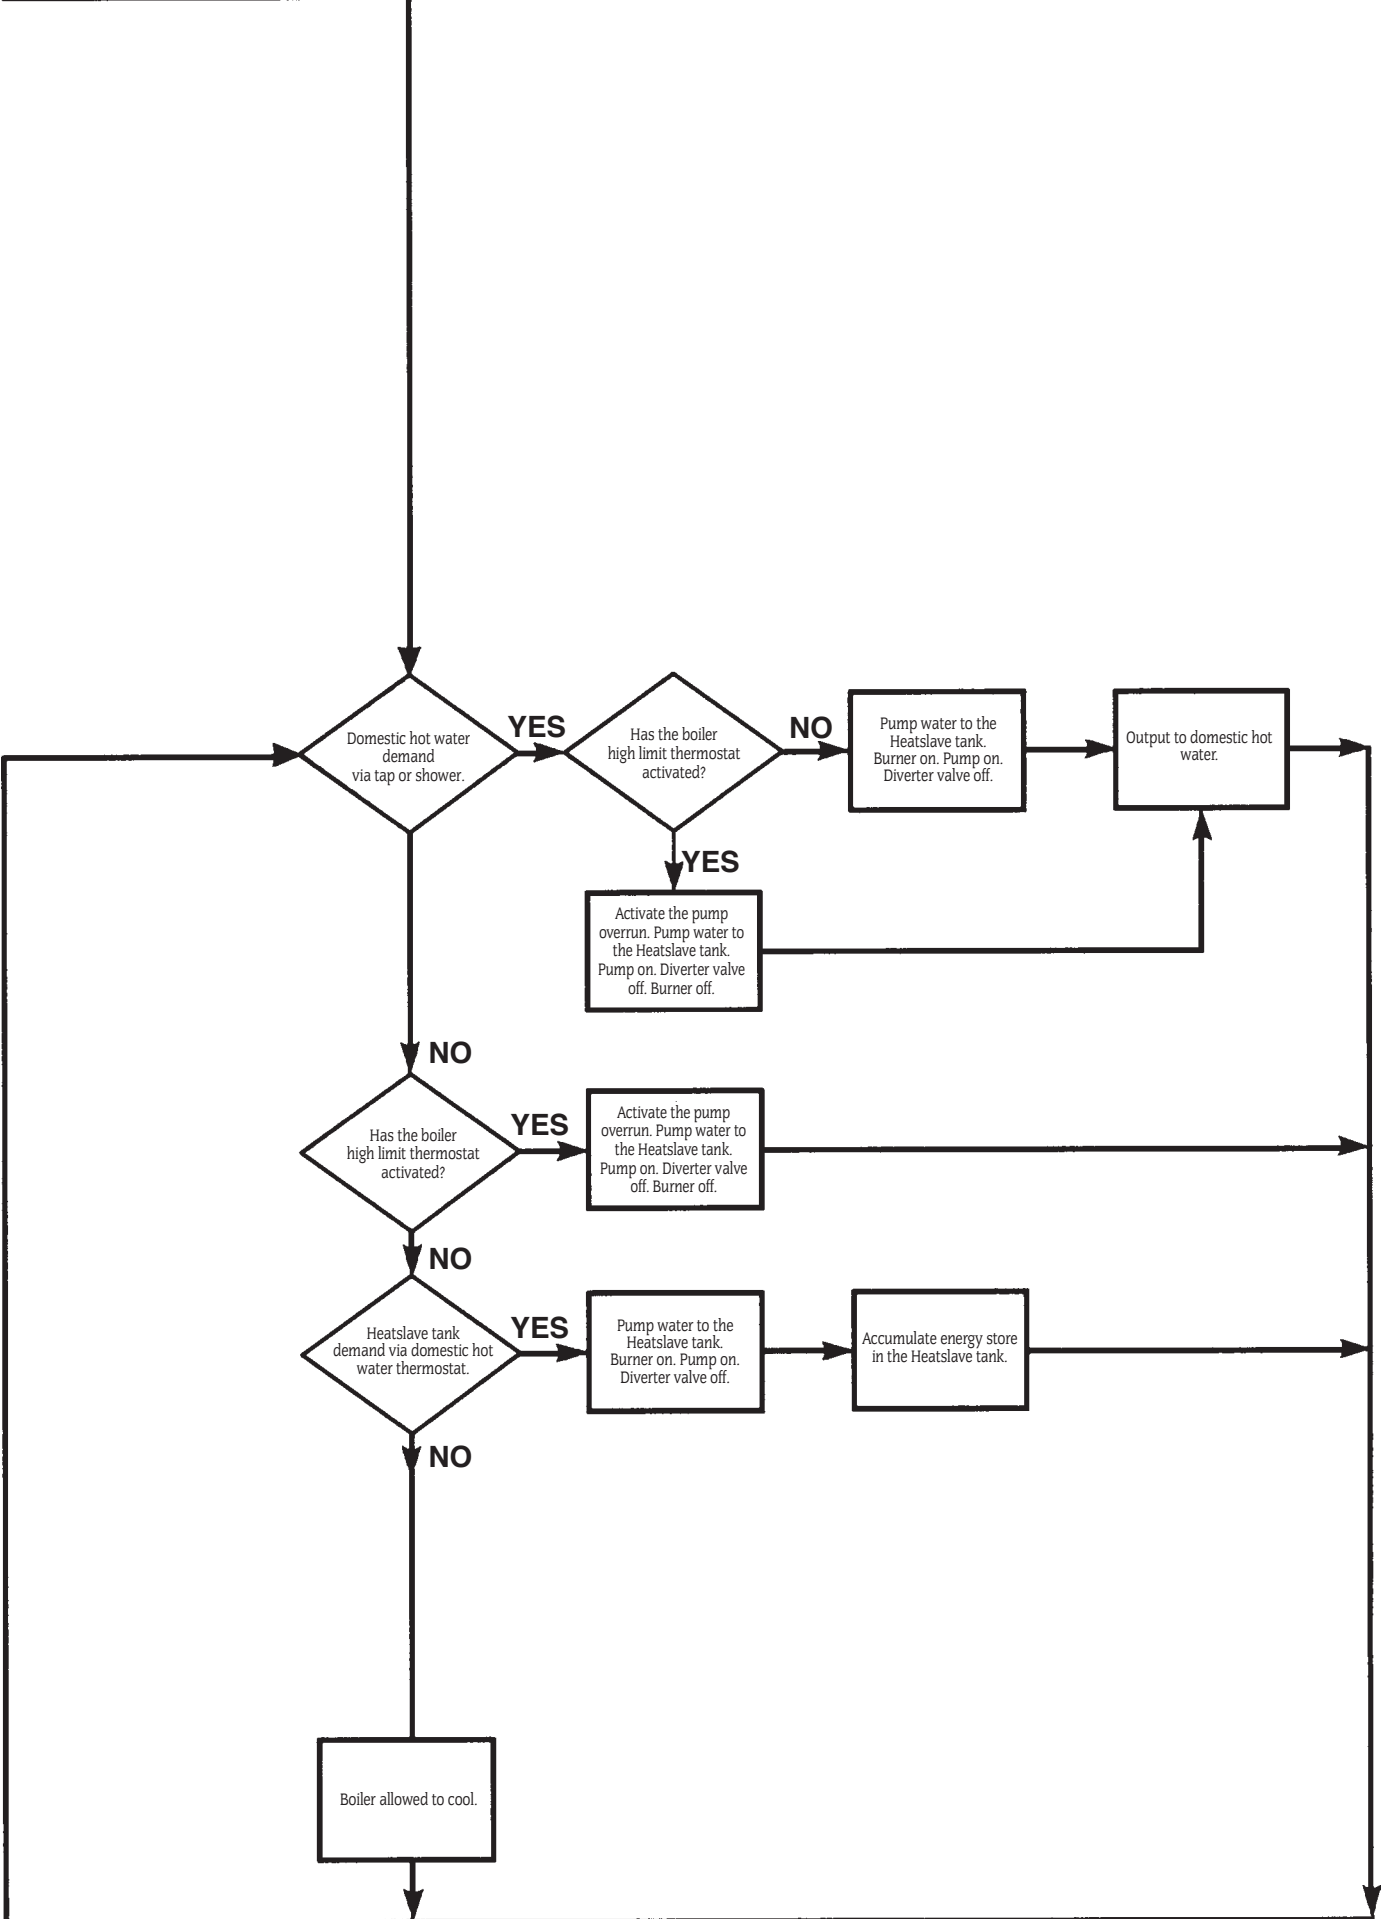 Domestic hot water
demand
via tap or shower.
YES
Has the boiler
high limit thermostat
activated?
NO
Pump water to the
Heatslave tank.
Burner on. Pump on.
Diverter valve off.
Output to domestic hot
water.
YES
Activate the pump
overrun. Pump water to
the Heatslave tank.
Pump on. Diverter valve
off. Burner off.
NO
Has the boiler
high limit thermostat
activated?
YES
Activate the pump
overrun. Pump water to
the Heatslave tank.
Pump on. Diverter valve
off. Burner off.
NO
Heatslave tank
demand via domestic hot
water thermostat.
YES
Pump water to the
Heatslave tank.
Burner on. Pump on.
Diverter valve off.
Accumulate energy store
in the Heatslave tank.
NO
Boiler allowed to cool.